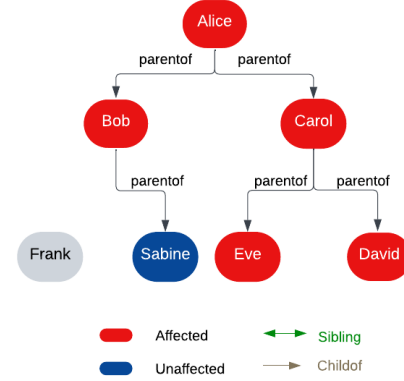 Alice
parentof parentof
Bob Carol
parentof parentof parentof
Frank Sabine Eve David
Affected Sibling
Unaffected Childof